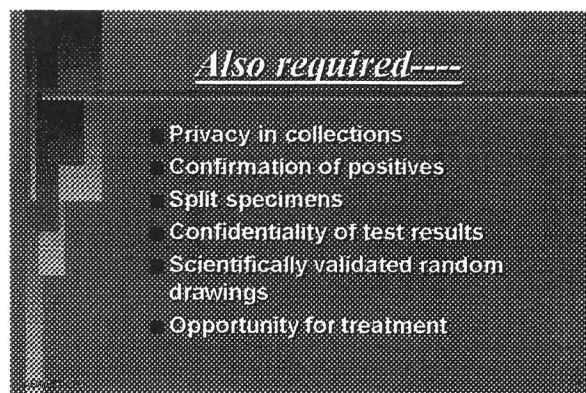 Also required----
Privacy in collections
Confirmation of positives
Split specimens
Confidentiality of test results
Scientifically validated random
drawings
Opportunity for treatment